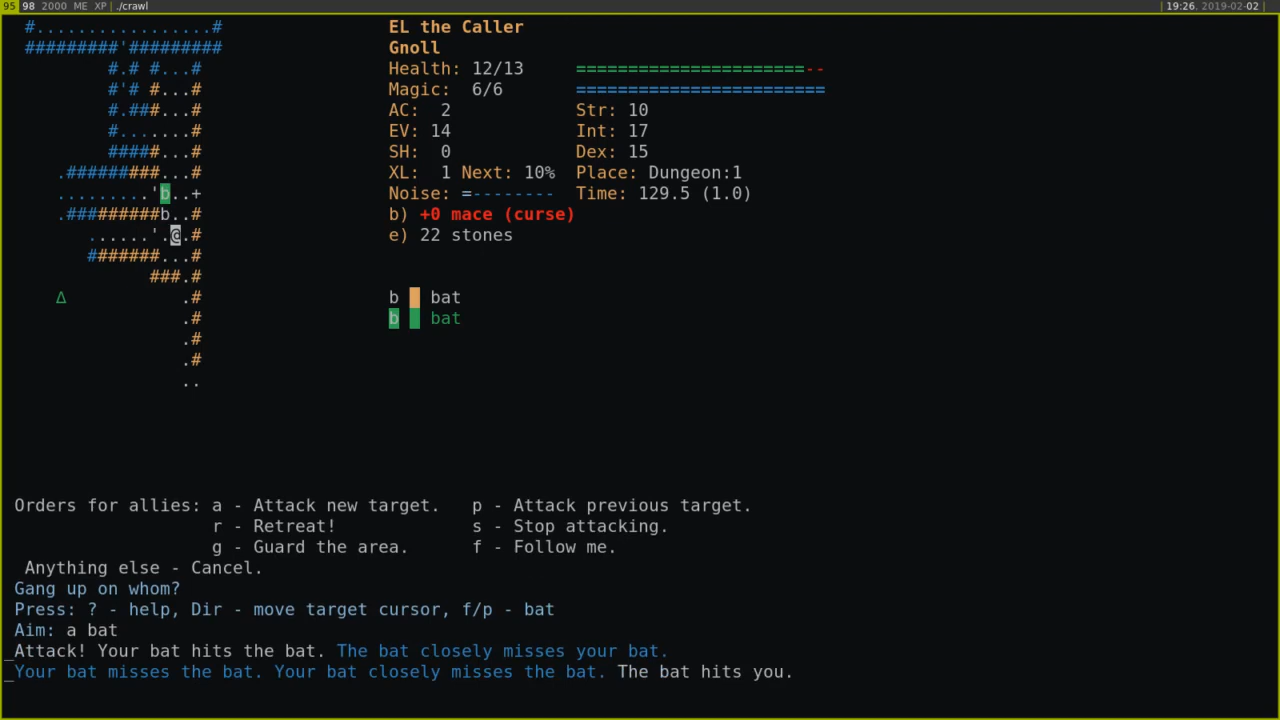 95 98 2000 ME XP | ./crawl | 19:26. 2019-02-02 |
#.................# EL the Caller
#########'######### Gnoll
#.# #...# Health: 12/13 ======================--
#'# #...# Magic: 6/6 ========================
#.###...# AC: 2 Str: 10
#.......# EV: 14 Int: 17
#####...# SH: 0 Dex: 15
.#########...# XL: 1 Next: 10% Place: Dungeon:1
.........'b..+ Noise: =-------- Time: 129.5 (1.0)
.#########b..# b) +0 mace (curse)
......'.@.# e) 22 stones
#######...#
###.#
Δ .# b bat
.# b bat
.#
.#
..
Orders for allies: a - Attack new target. p - Attack previous target.
r - Retreat! s - Stop attacking.
g - Guard the area. f - Follow me.
Anything else - Cancel.
Gang up on whom?
Press: ? - help, Dir - move target cursor, f/p - bat
Aim: a bat
_Attack! Your bat hits the bat. The bat closely misses your bat.
_Your bat misses the bat. Your bat closely misses the bat. The bat hits you.